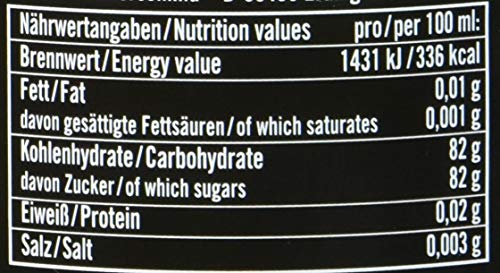 Nährwertangaben/Nutrition values pro/per 100 ml:
Brennwert/Energy value 1431 kJ/336 kcal
Fett/Fat 0,01 g
davon gesättigte Fettsäuren/of which saturates 0,001 g
Kohlenhydrate/Carbohydrate 82 g
davon Zucker/of which sugars 82 g
Eiweiß/Protein 0,02 g
Salz/Salt 0,003 g